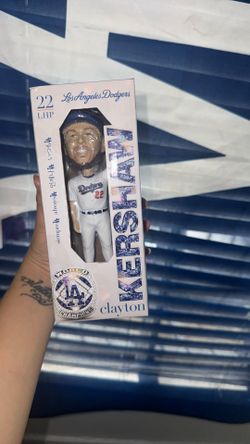 22
LHP
Los Angeles Dodgers
Dodgers
22
KERSHAW
clayton
WORLD
LA
CHAMPIONS